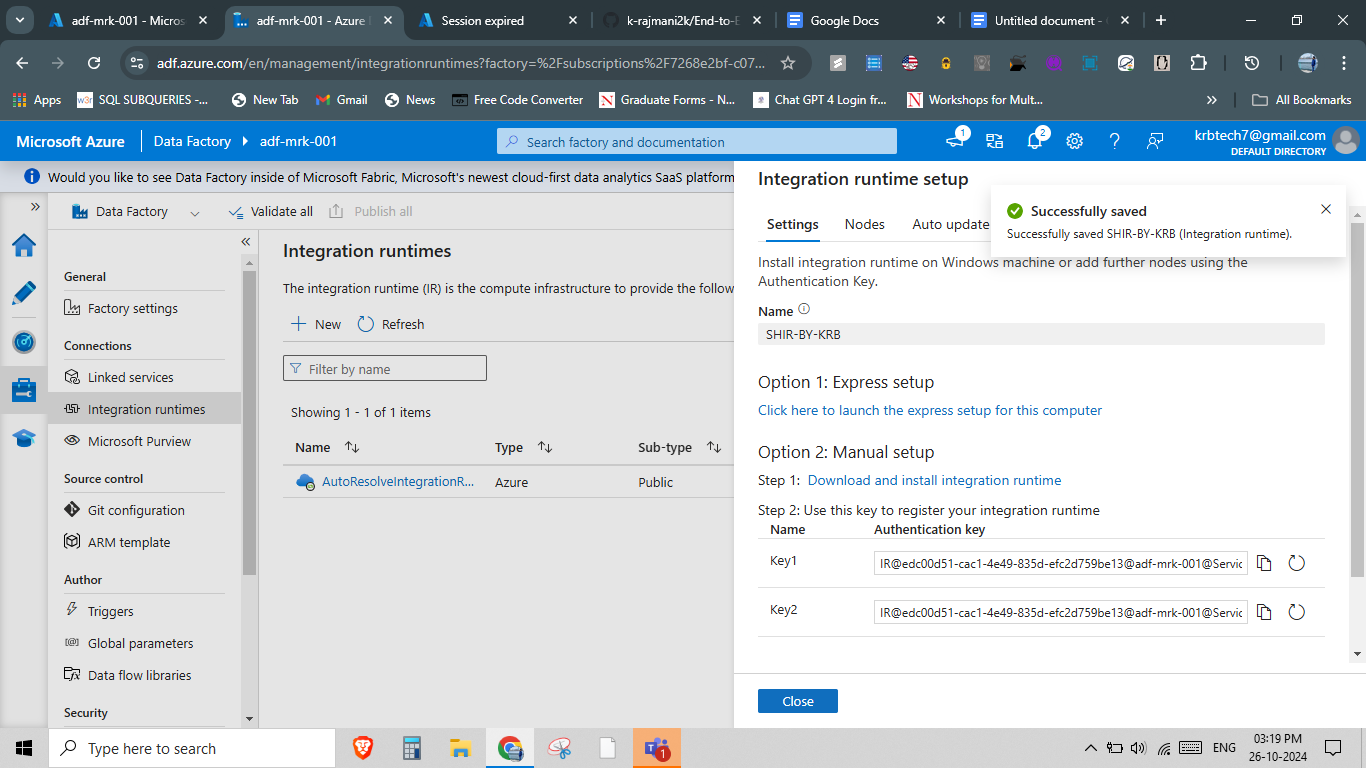 adf-mrk-001 - Micros
adf-mrk-001 - Azure
Session expired
k-rajmani2k/End-to-E
Google Docs
Untitled document -
adf.azure.com/en/management/integrationruntimes?factory=%2Fsubscriptions%2F7268e2bf-c07...
Apps
w3r
SQL SUBQUERIES -...
New Tab
Gmail
News
Free Code Converter
Graduate Forms - N...
Chat GPT 4 Login fr...
Workshops for Mult...
»
All Bookmarks
Microsoft Azure
Data Factory
adf-mrk-001
Search factory and documentation
1
2
krbtech7@gmail.com
DEFAULT DIRECTORY
Would you like to see Data Factory inside of Microsoft Fabric, Microsoft's newest cloud-first data analytics SaaS platform
Data Factory
Validate all
Publish all
General
Factory settings
Connections
Linked services
Integration runtimes
Microsoft Purview
Source control
Git configuration
ARM template
Author
Triggers
Global parameters
Data flow libraries
Security
Integration runtimes
The integration runtime (IR) is the compute infrastructure to provide the follow
New
Refresh
Filter by name
Showing 1 - 1 of 1 items
Name
Type
Sub-type
AutoResolveIntegrationR...
Azure
Public
Integration runtime setup
Successfully saved
Successfully saved SHIR-BY-KRB (Integration runtime).
Settings
Nodes
Auto update
Install integration runtime on Windows machine or add further nodes using the
Authentication Key.
Name
SHIR-BY-KRB
Option 1: Express setup
Click here to launch the express setup for this computer
Option 2: Manual setup
Step 1: Download and install integration runtime
Step 2: Use this key to register your integration runtime
Name
Authentication key
Key1
IR@edc00d51-cac1-4e49-835d-efc2d759be13@adf-mrk-001@Servic
Key2
IR@edc00d51-cac1-4e49-835d-efc2d759be13@adf-mrk-001@Servic
Close
Type here to search
1
ENG
03:19 PM
26-10-2024